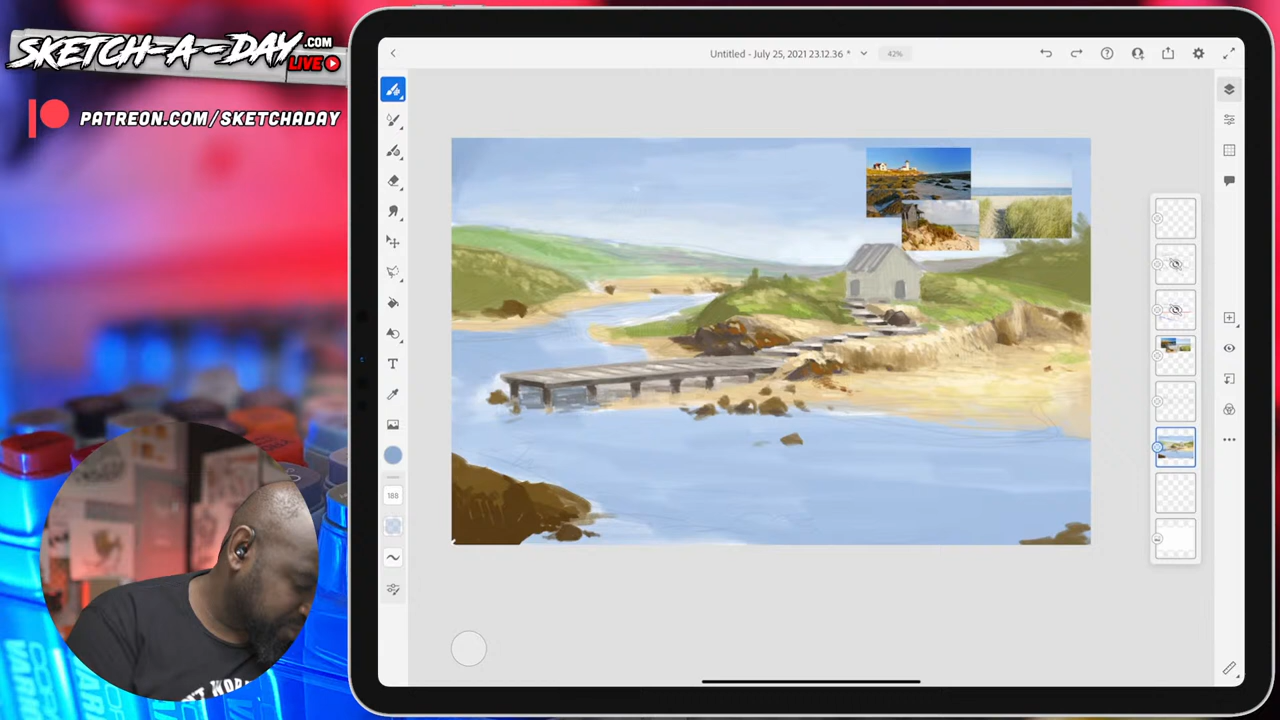 SKETCH-A-DAY.COM
LIVE
PATREON.COM/SKETCHADAY
Untitled - July 25, 2021 23.12.36 *
42%
T
188